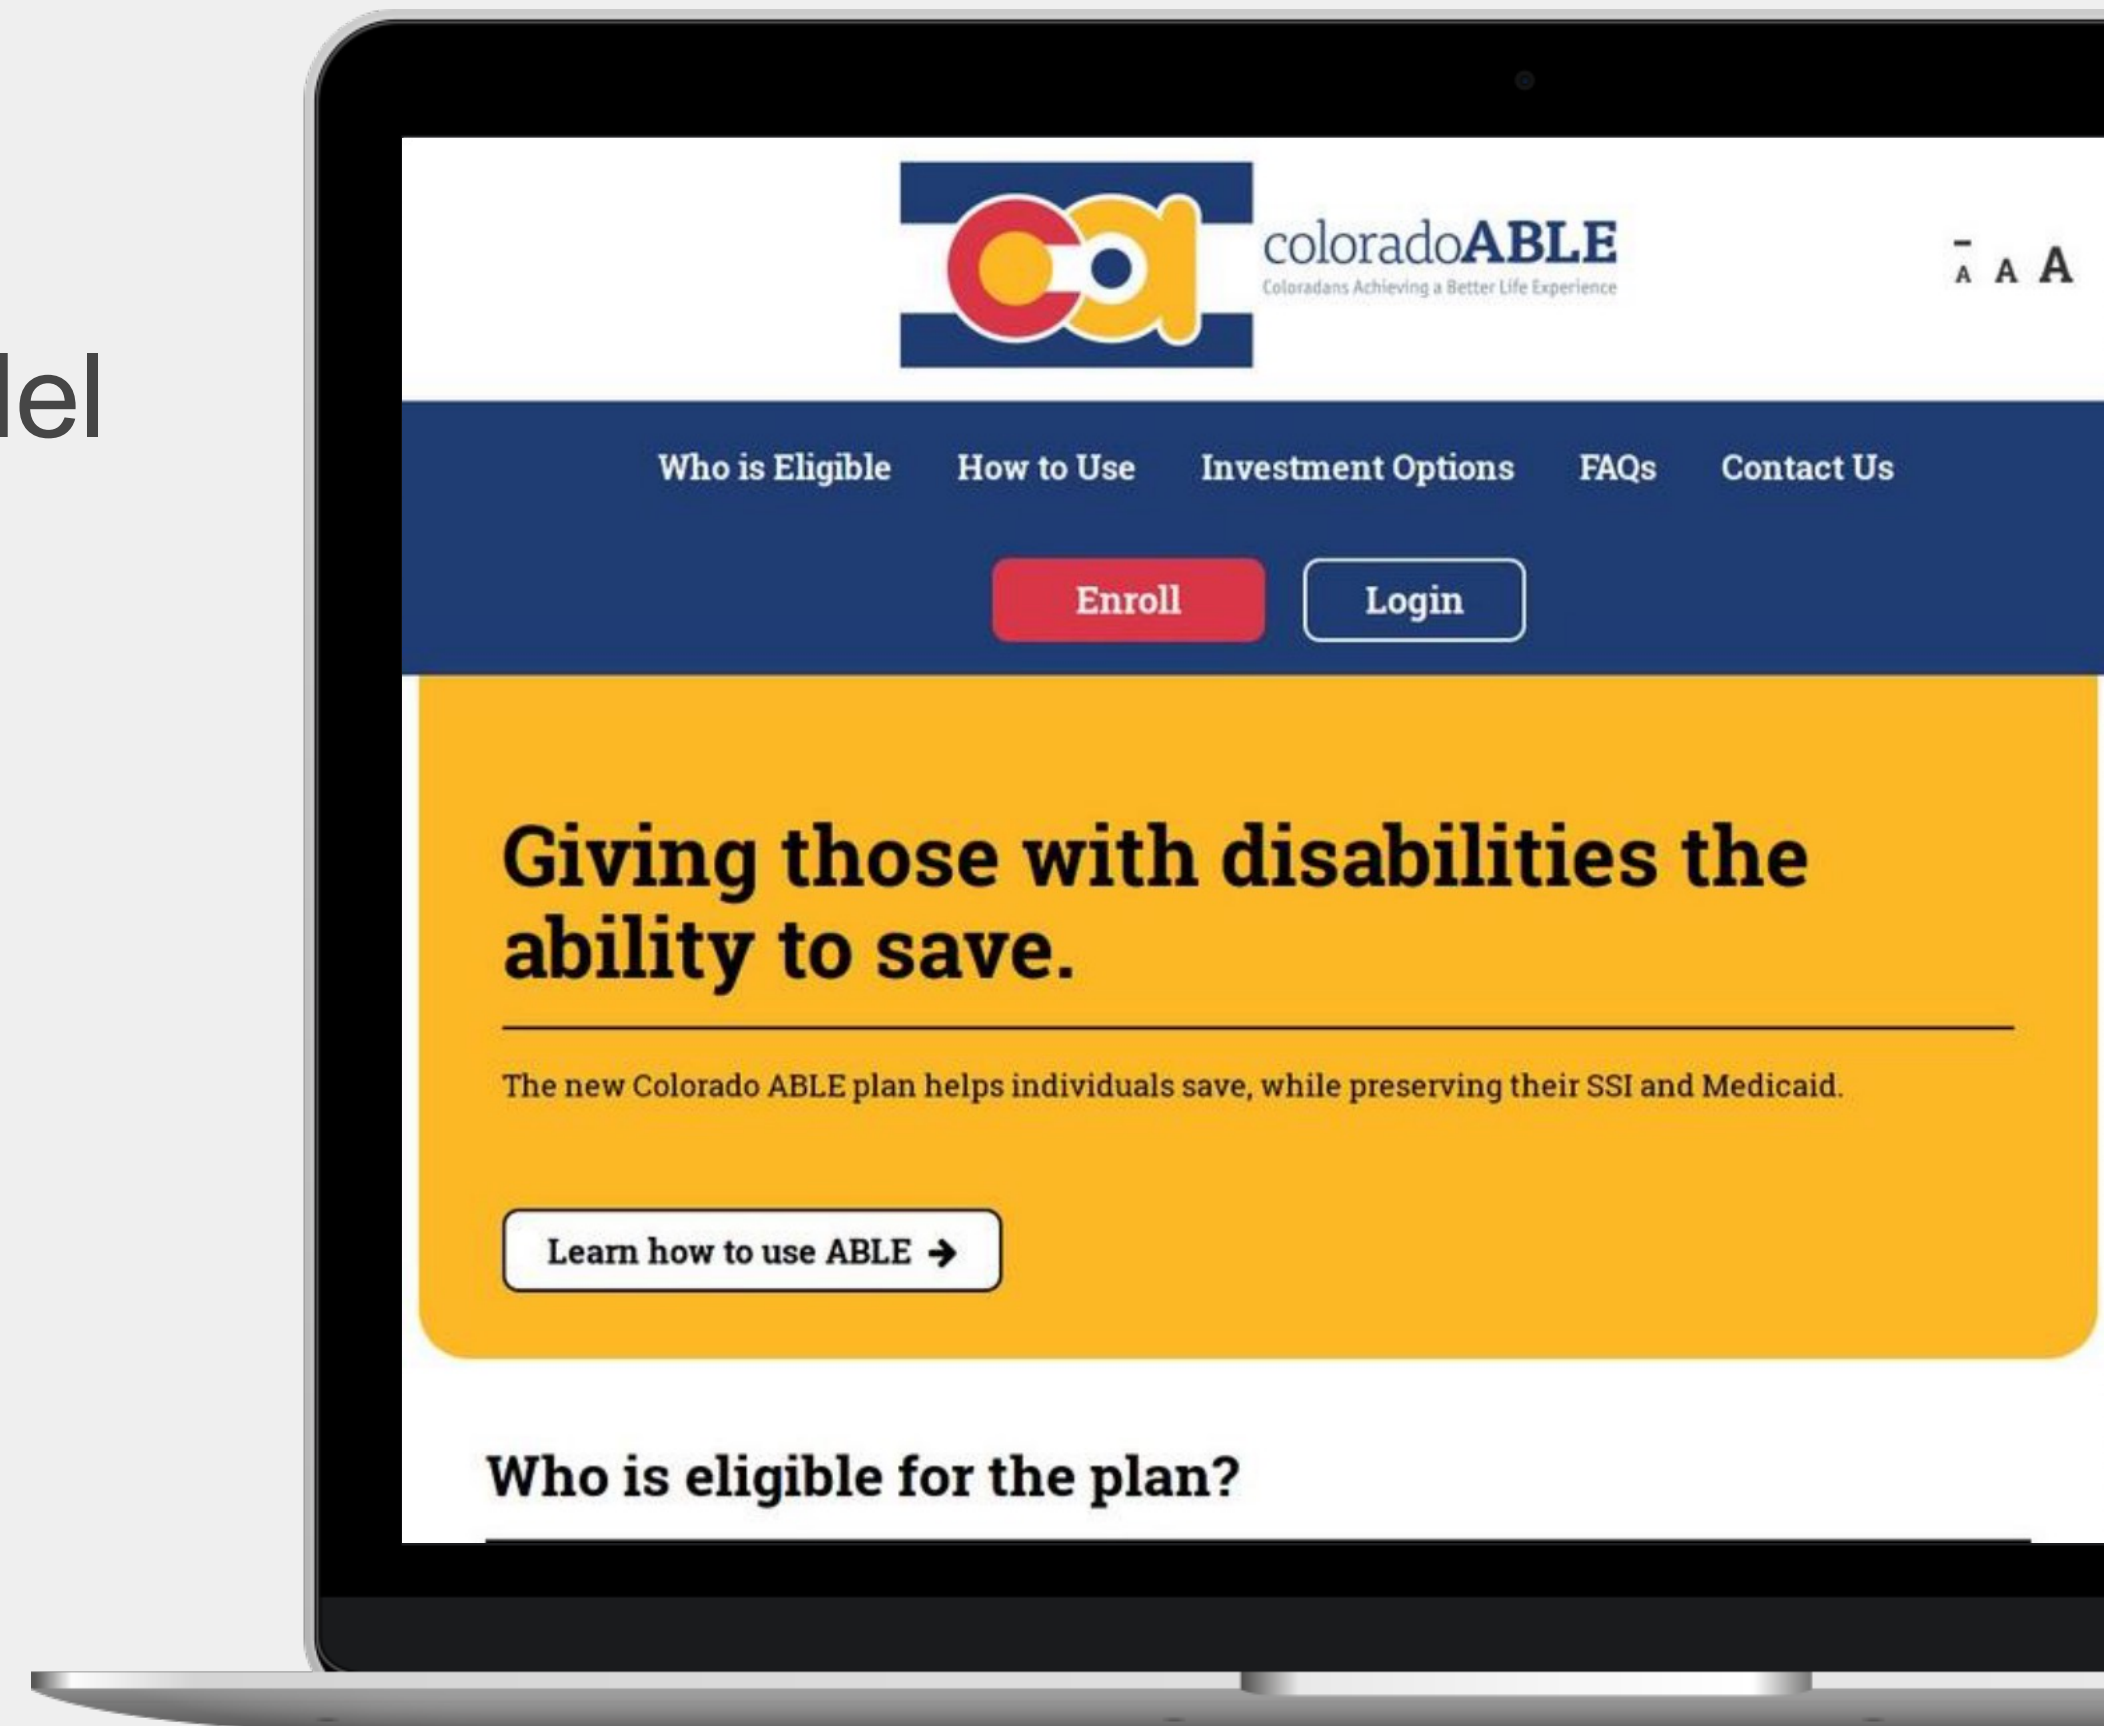 coloradoABLE
Coloradans Achieving a Better Life Experience
A A A
del
Who is Eligible How to Use Investment Options FAQs Contact Us
Enroll Login
Giving those with disabilities the
ability to save.
The new Colorado ABLE plan helps individuals save, while preserving their SSI and Medicaid.
Learn how to use ABLE →
Who is eligible for the plan?